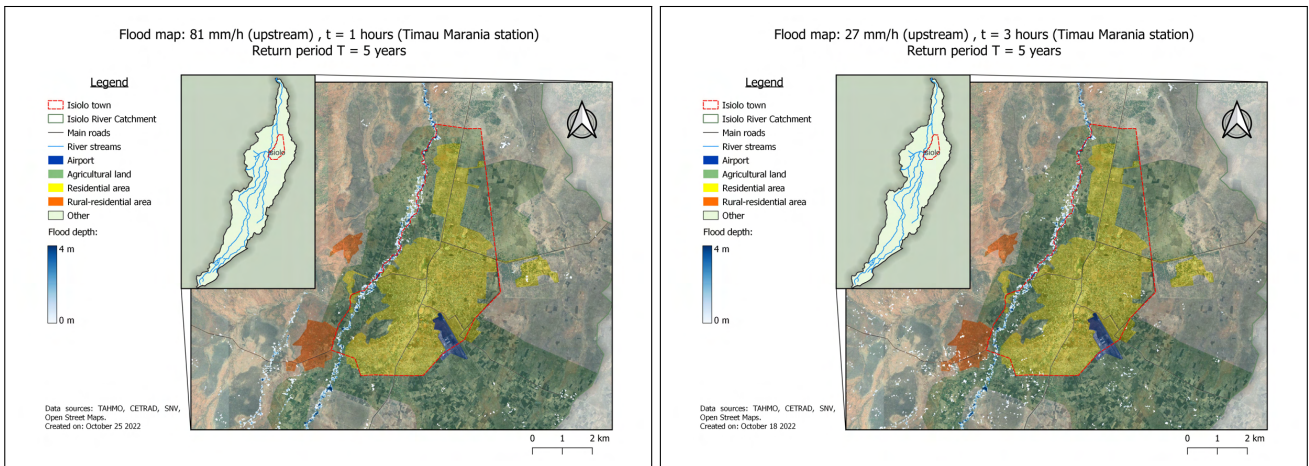 Flood map: 81 mm/h (upstream) , t = 1 hours (Timau Marania station)
Return period T = 5 years
Legend
Isiolo town
Isiolo River Catchment
Main roads
River streams
Airport
Agricultural land
Residential area
Rural-residential area
Other
Flood depth:
4 m
0 m
Isiolo
Data sources: TAHMO, CETRAD, SNV,
Open Street Maps.
Created on: October 25 2022
0 1 2 km
Flood map: 27 mm/h (upstream) , t = 3 hours (Timau Marania station)
Return period T = 5 years
Legend
Isiolo town
Isiolo River Catchment
Main roads
River streams
Airport
Agricultural land
Residential area
Rural-residential area
Other
Flood depth:
4 m
0 m
Isiolo
Data sources: TAHMO, CETRAD, SNV,
Open Street Maps.
Created on: October 18 2022
0 1 2 km